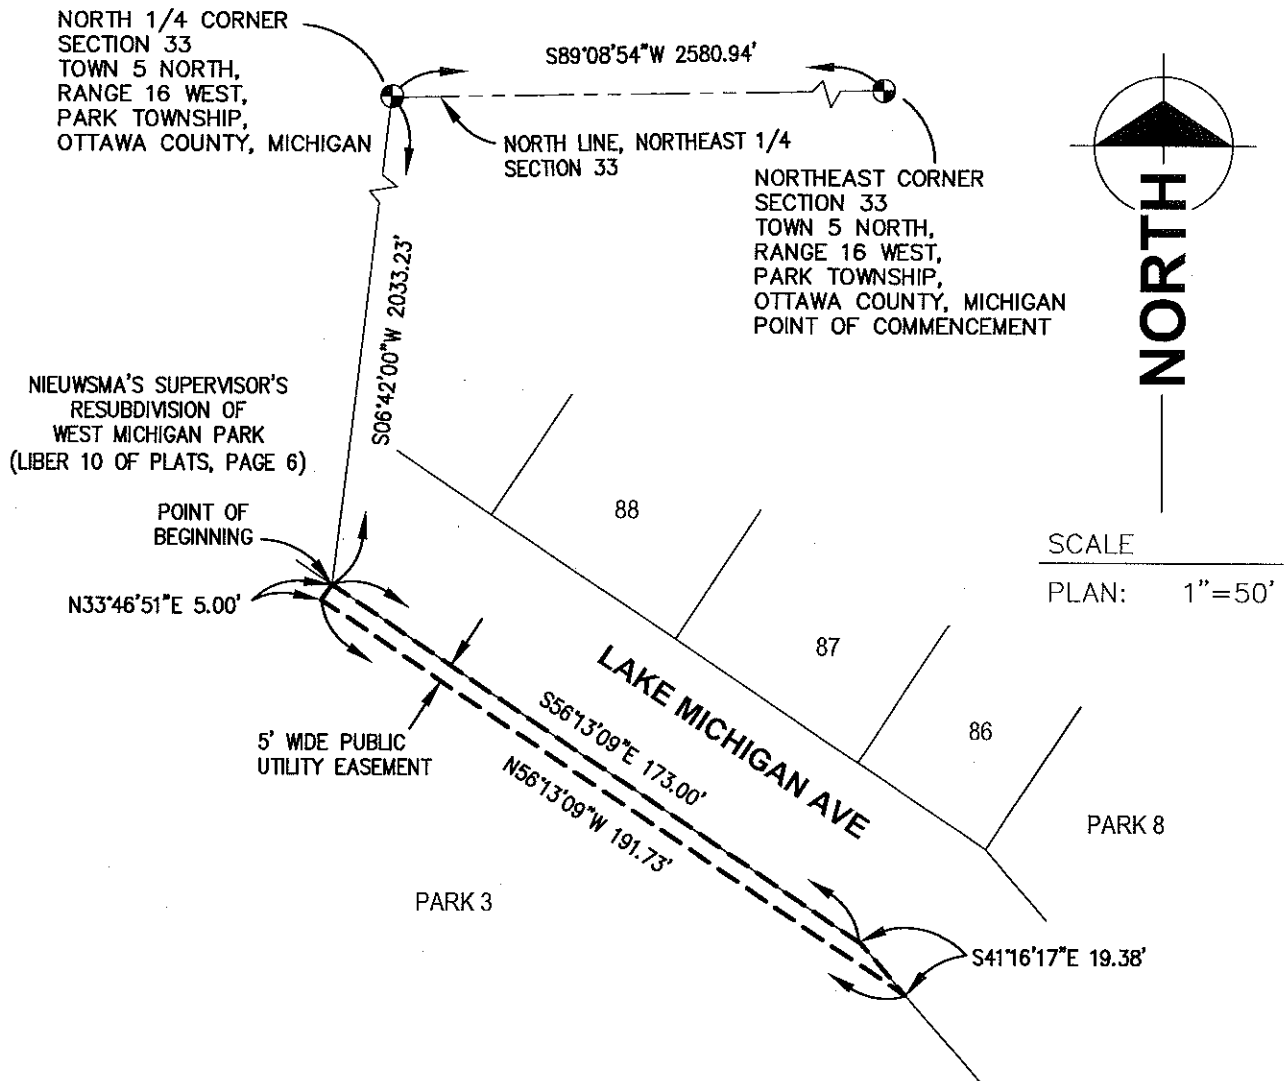 NORTH 1/4 CORNER
SECTION 33
TOWN 5 NORTH,
RANGE 16 WEST,
PARK TOWNSHIP,
OTTAWA COUNTY, MICHIGAN
S89°08'54"W 2580.94'
NORTH LINE, NORTHEAST 1/4
SECTION 33
NORTHEAST CORNER
SECTION 33
TOWN 5 NORTH,
RANGE 16 WEST,
PARK TOWNSHIP,
OTTAWA COUNTY, MICHIGAN
POINT OF COMMENCEMENT
NORTH
S06°42'00"W 2033.23'
NIEUWSMA'S SUPERVISOR'S
RESUBDIVISION OF
WEST MICHIGAN PARK
(LIBER 10 OF PLATS, PAGE 6)
POINT OF
BEGINNING
N33°46'51"E 5.00'
88
87
86
SCALE
PLAN: 1"=50'
LAKE MICHIGAN AVE
S56°13'09"E 173.00'
N56°13'09"W 191.73'
5' WIDE PUBLIC
UTILITY EASEMENT
PARK 8
PARK 3
S41°16'17"E 19.38'